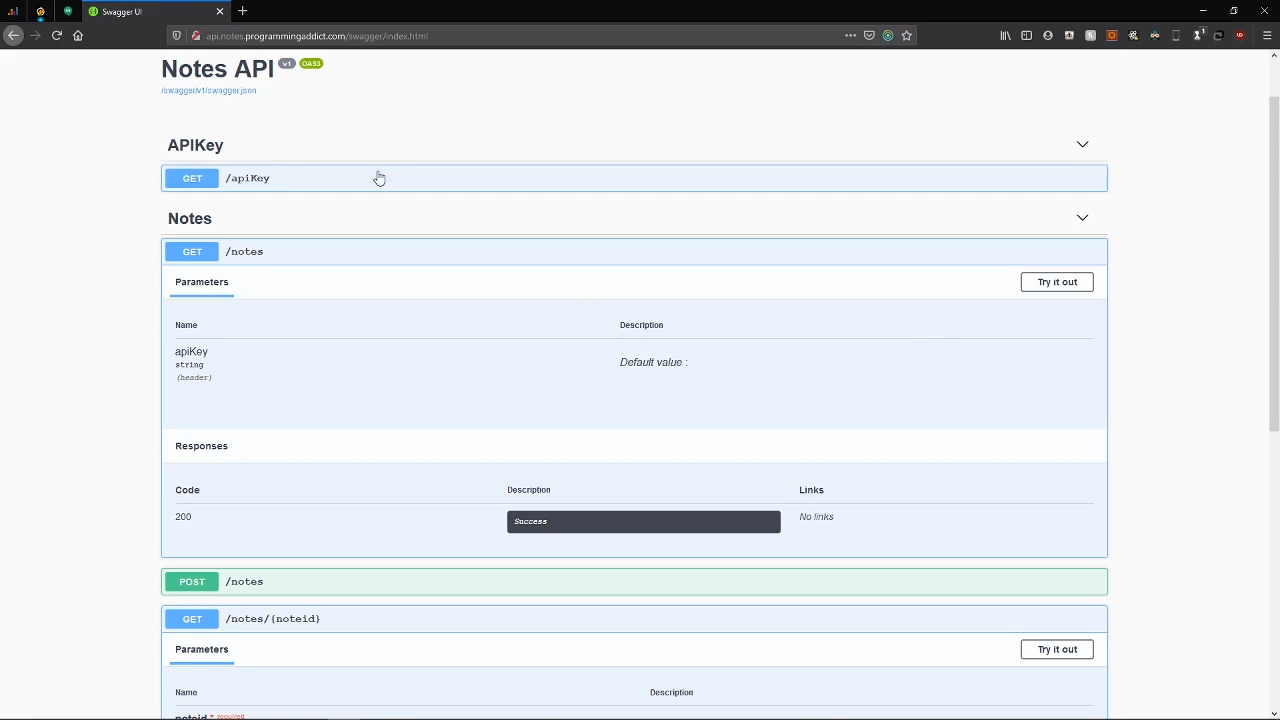 Swagger UI
api.notes.programmingaddict.com/swagger/index.html
Notes API v1 OAS3
/swagger/v1/swagger.json
APIKey
GET /apiKey
Notes
GET /notes
Parameters
Try it out
Name Description
apiKey
string
(header)
Default value :
Responses
Code Description Links
200 Success No links
POST /notes
GET /notes/{noteid}
Parameters
Try it out
Name Description
noteid * required